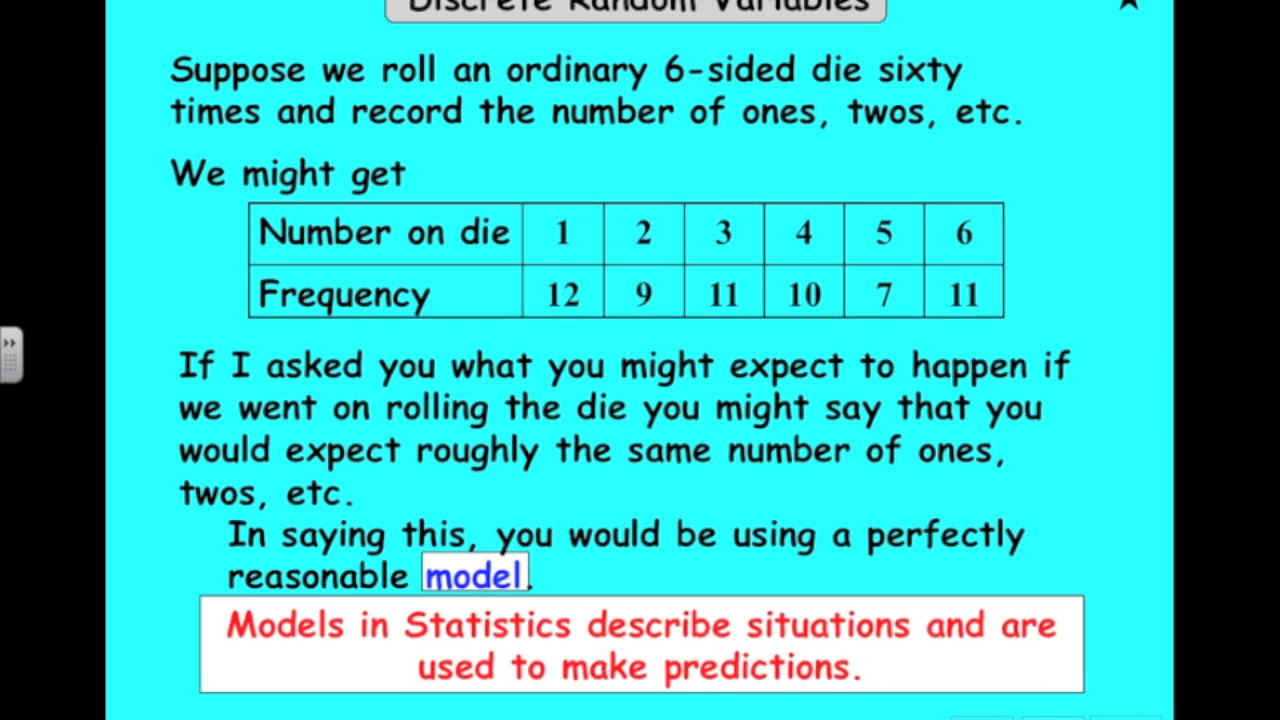 Discrete Random Variables
Suppose we roll an ordinary 6-sided die sixty
times and record the number of ones, twos, etc.
We might get
Number on die 1 2 3 4 5 6
Frequency 12 9 11 10 7 11
If I asked you what you might expect to happen if
we went on rolling the die you might say that you
would expect roughly the same number of ones,
twos, etc.
In saying this, you would be using a perfectly
reasonable model.
Models in Statistics describe situations and are
used to make predictions.